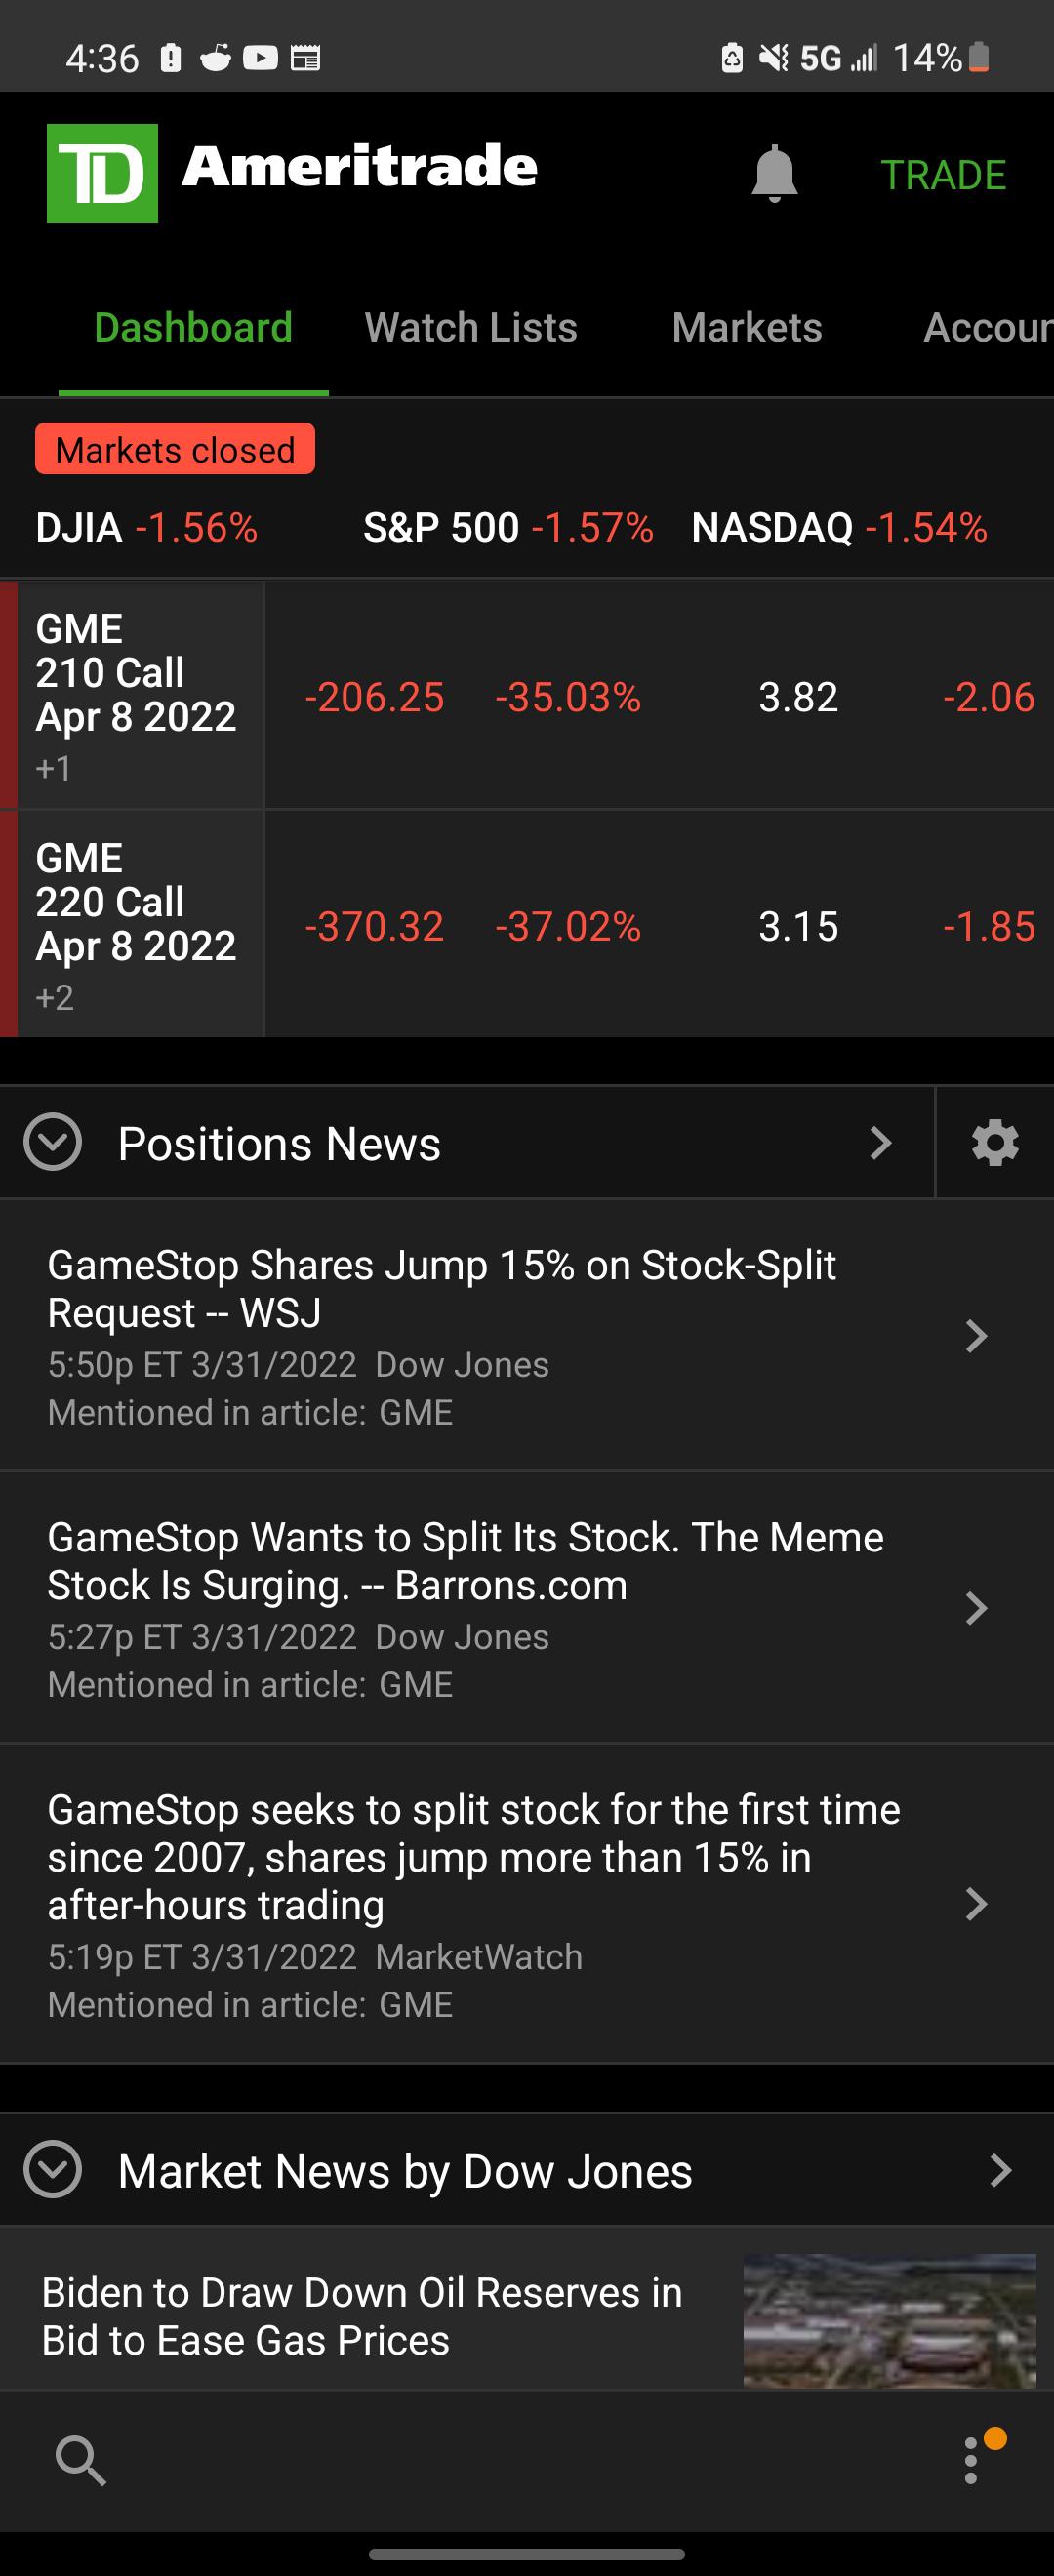 4:36 5G 14%
TD Ameritrade TRADE
Dashboard Watch Lists Markets Accoun
Markets closed
DJIA -1.56% S&P 500 -1.57% NASDAQ -1.54%
GME
210 Call
Apr 8 2022
+1
-206.25 -35.03% 3.82 -2.06
GME
220 Call
Apr 8 2022
+2
-370.32 -37.02% 3.15 -1.85
Positions News
GameStop Shares Jump 15% on Stock-Split
Request -- WSJ
5:50p ET 3/31/2022 Dow Jones
Mentioned in article: GME
GameStop Wants to Split Its Stock. The Meme
Stock Is Surging. -- Barrons.com
5:27p ET 3/31/2022 Dow Jones
Mentioned in article: GME
GameStop seeks to split stock for the first time
since 2007, shares jump more than 15% in
after-hours trading
5:19p ET 3/31/2022 MarketWatch
Mentioned in article: GME
Market News by Dow Jones
Biden to Draw Down Oil Reserves in
Bid to Ease Gas Prices